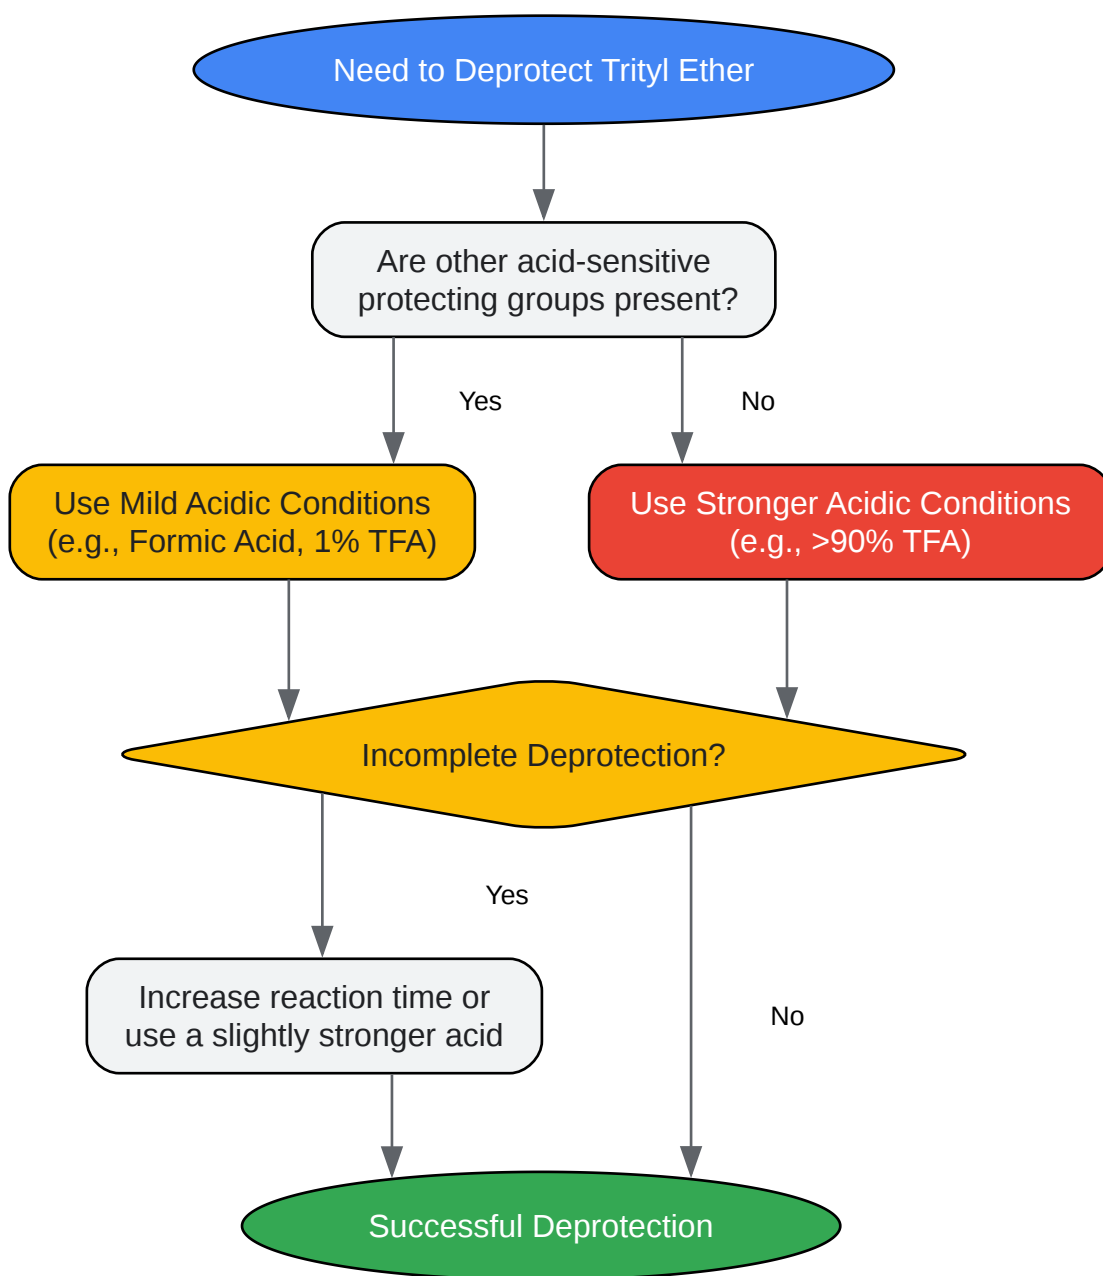 Need to Deprotect Trityl Ether
Are other acid-sensitive
protecting groups present?
Yes
No
Use Mild Acidic Conditions
(e.g., Formic Acid, 1% TFA)
Use Stronger Acidic Conditions
(e.g., >90% TFA)
Incomplete Deprotection?
Yes
Increase reaction time or
use a slightly stronger acid
No
Successful Deprotection